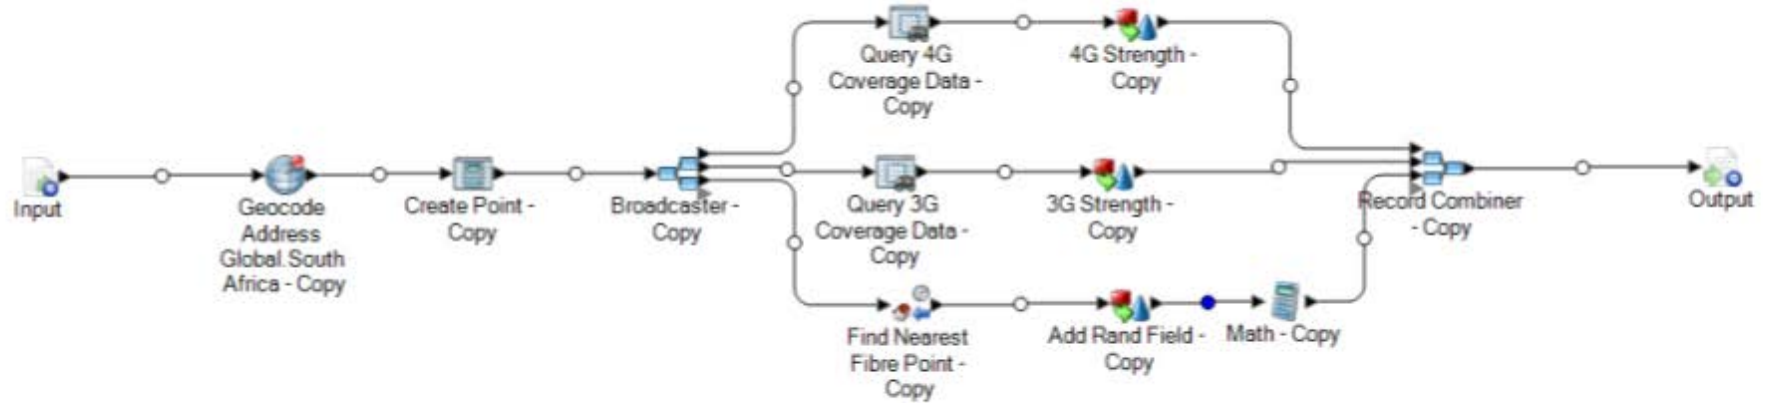 Query 4G
Coverage Data -
Copy
4G Strength -
Copy
Input
Geocode
Address
Global.South
Africa - Copy
Create Point -
Copy
Broadcaster -
Copy
Query 3G
Coverage Data -
Copy
3G Strength -
Copy
Record Combiner
- Copy
Output
Find Nearest
Fibre Point -
Copy
Add Rand Field -
Copy
Math - Copy